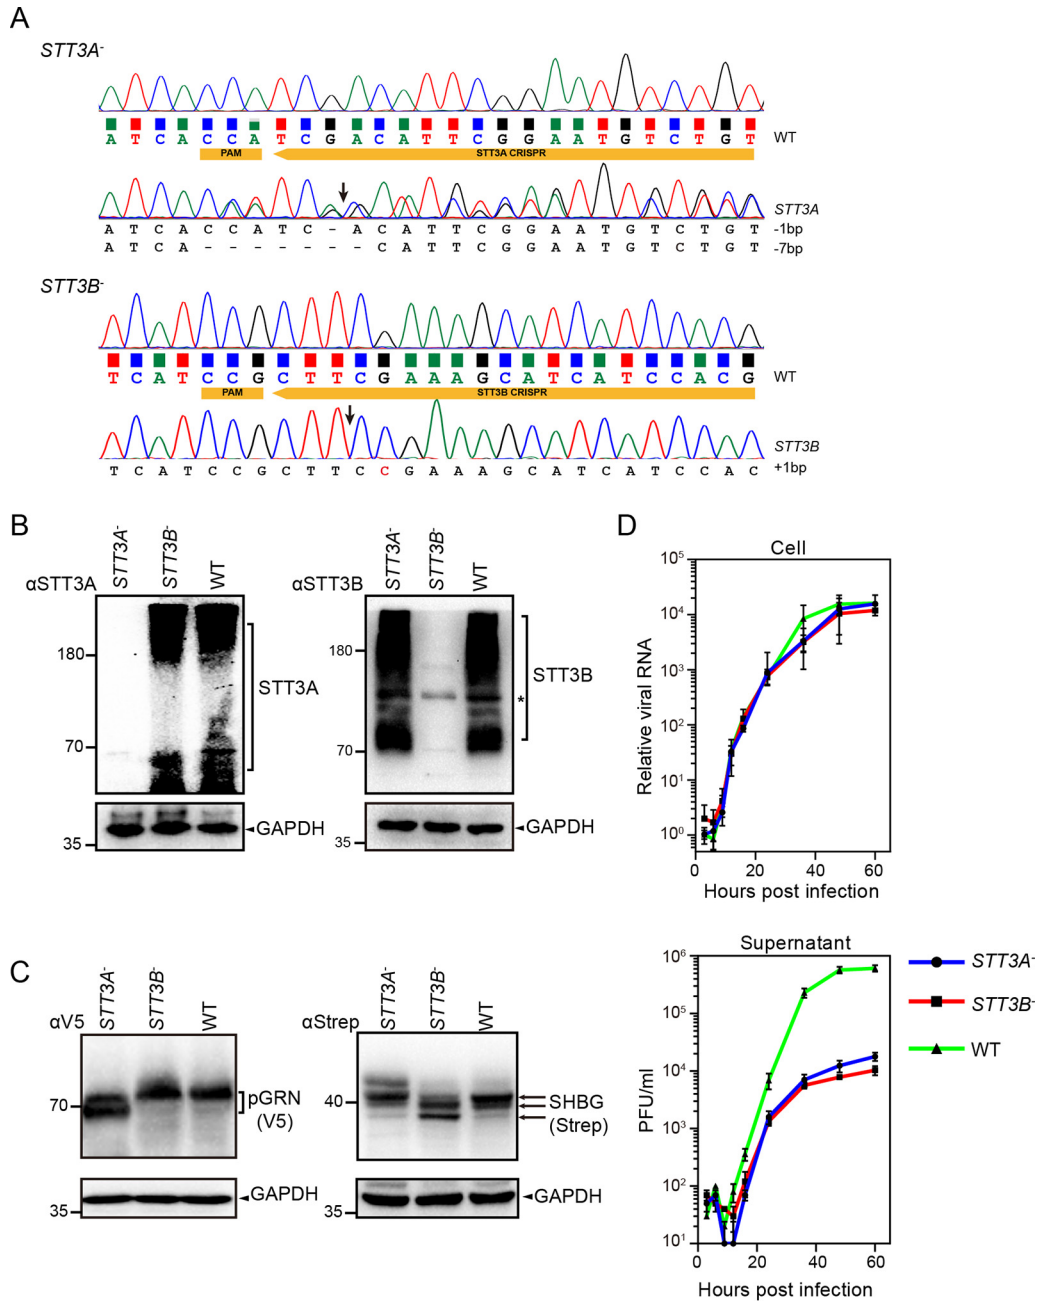 A
STT3A-
A T C A C C A T C G A C A T T C G G A A T G T C T G T WT
PAM STT3A CRISPR
STT3A
A T C A C C A T C - A C A T T C G G A A T G T C T G T -1bp
A T C A - - - - - - - C A T T C G G A A T G T C T G T -7bp
STT3B-
T C A T C C G C T T C G A A A G C A T C A T C C A C G WT
PAM STT3B CRISPR
STT3B
T C A T C C G C T T C C G A A A G C A T C A T C C A C +1bp
B
αSTT3A STT3A- STT3B- WT
180
70
STT3A
35
GAPDH
αSTT3B STT3A- STT3B- WT
180
70
STT3B
*
35
GAPDH
C
αV5 STT3A- STT3B- WT
70
pGRN
(V5)
35
GAPDH
αStrep STT3A- STT3B- WT
40
SHBG
(Strep)
35
GAPDH
D
Cell
Relative viral RNA
10^5
10^4
10^3
10^2
10^1
10^0
0 20 40 60
Hours post infection
Supernatant
PFU/ml
10^6
10^5
10^4
10^3
10^2
10^1
0 20 40 60
Hours post infection
STT3A-
STT3B-
WT